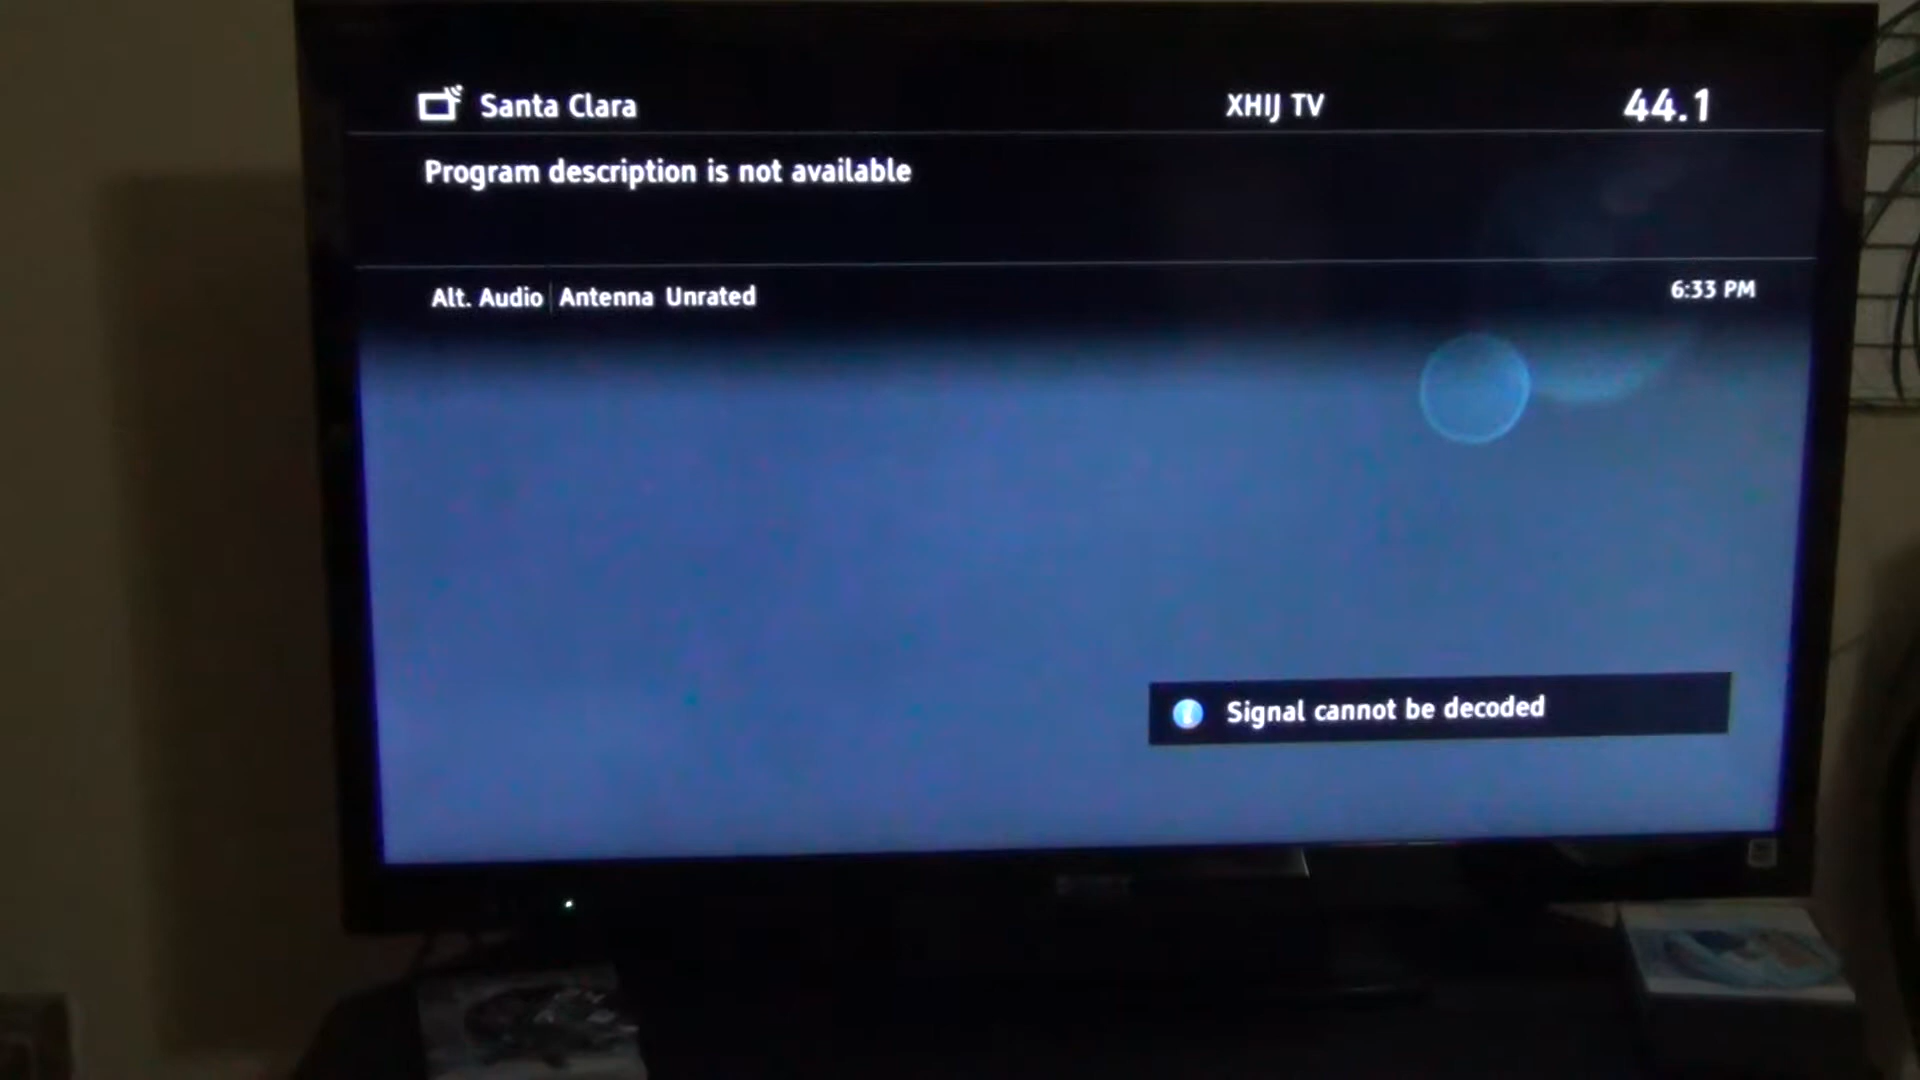 Santa Clara XHIJ TV 44.1
Program description is not available
Alt. Audio Antenna Unrated 6:33 PM
Signal cannot be decoded